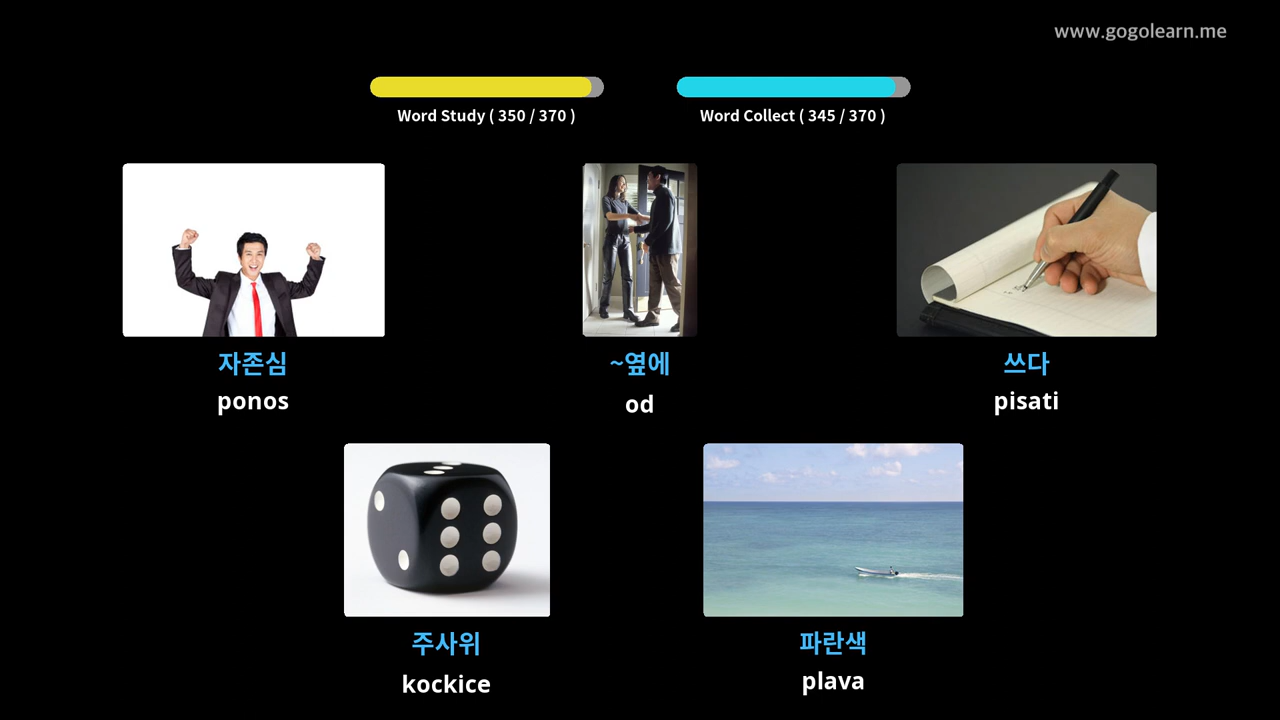 www.gogolearn.me
Word Study ( 350 / 370 )
Word Collect ( 345 / 370 )
자존심
ponos
~옆에
od
쓰다
pisati
주사위
kockice
파란색
plava